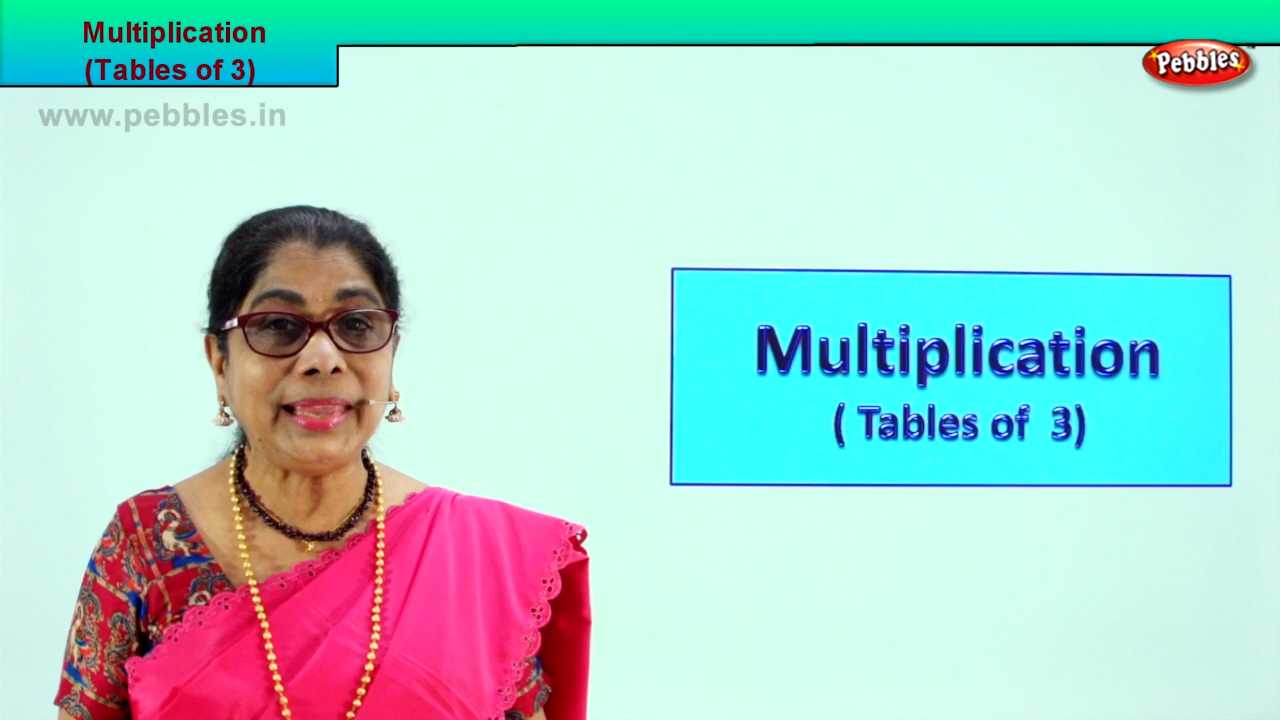 Multiplication
(Tables of 3)
Pebbles
www.pebbles.in
Multiplication
( Tables of 3)